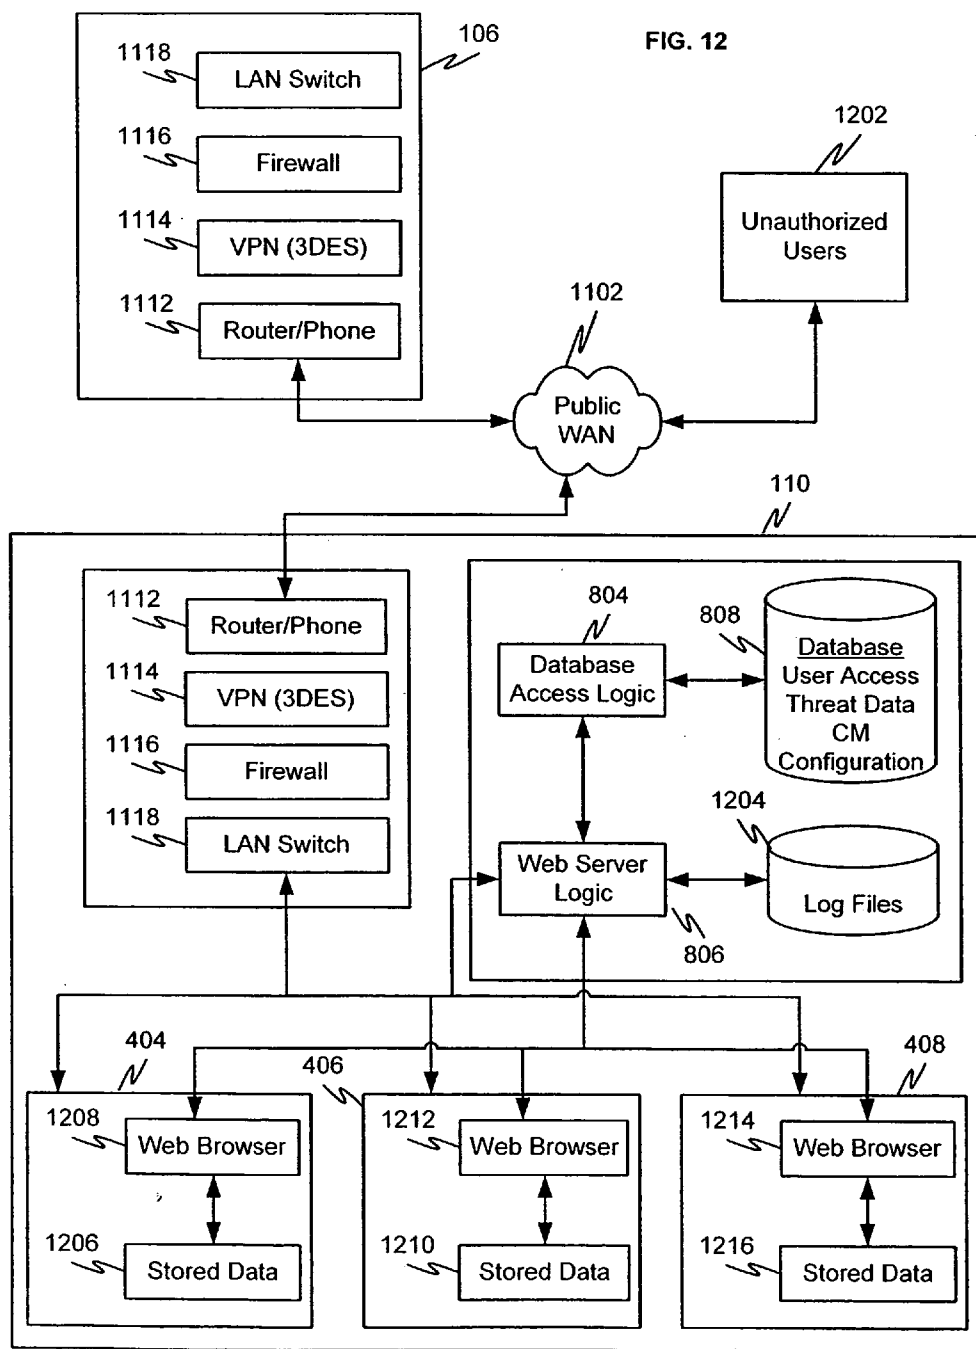 FIG. 12
106
1118
LAN Switch
1116
Firewall
1114
VPN (3DES)
1112
Router/Phone
1202
Unauthorized
Users
1102
Public
WAN
110
1112
Router/Phone
1114
VPN (3DES)
1116
Firewall
1118
LAN Switch
804
Database
Access Logic
808
Database
User Access
Threat Data
CM
Configuration
1204
Web Server
Logic
806
Log Files
404
1208
Web Browser
1206
Stored Data
406
1212
Web Browser
1210
Stored Data
408
1214
Web Browser
1216
Stored Data